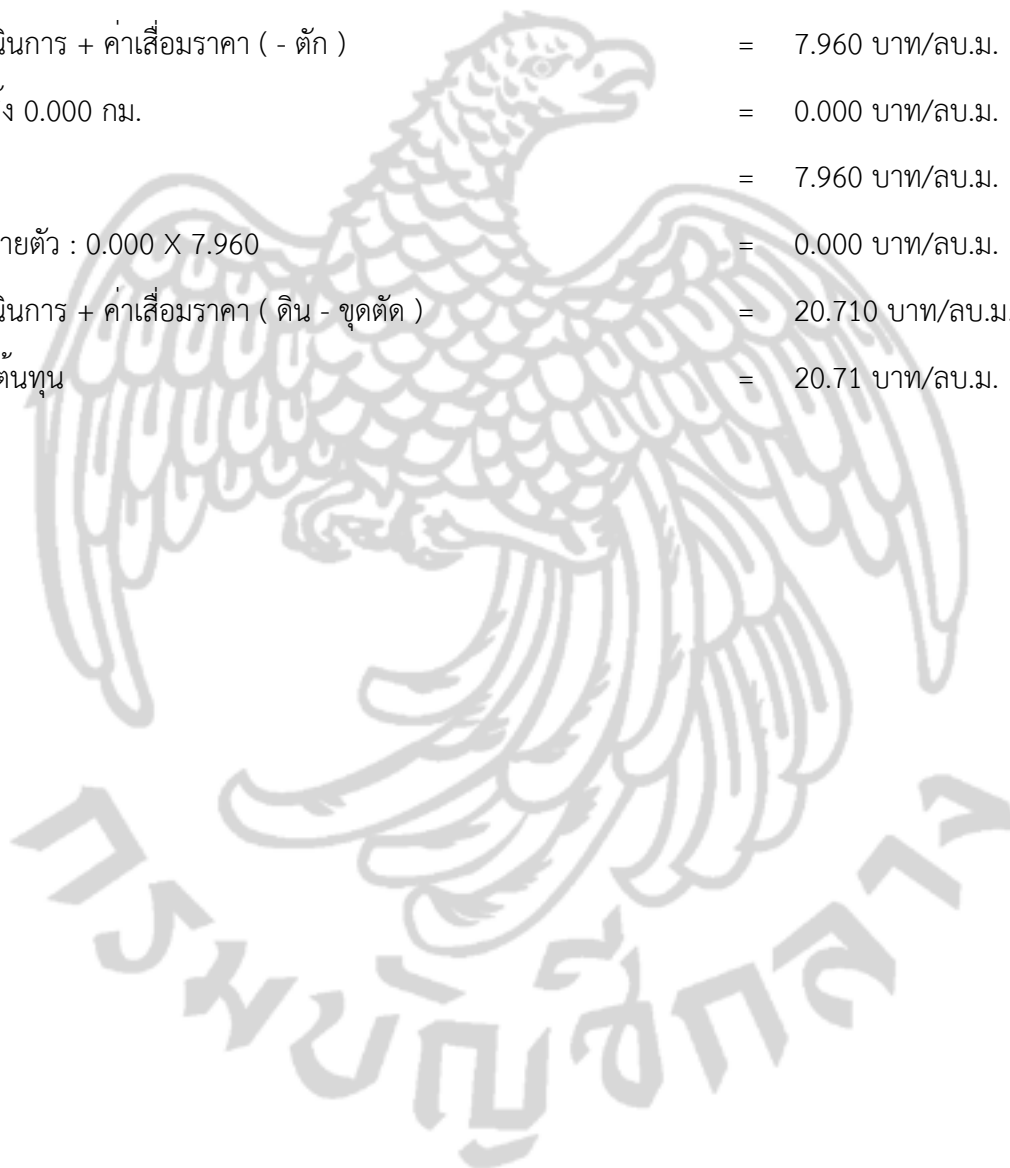 นินการ + ค่าเสื่อมราคา ( - ตัก ) = 7.960 บาท/ลบ.ม.
ง 0.000 กม. = 0.000 บาท/ลบ.ม.
= 7.960 บาท/ลบ.ม.
ายตัว : 0.000 X 7.960 = 0.000 บาท/ลบ.ม.
นินการ + ค่าเสื่อมราคา ( ดิน - ขุดตัด ) = 20.710 บาท/ลบ.ม.
ต้นทุน = 20.71 บาท/ลบ.ม.
กรมบัญชีกลาง